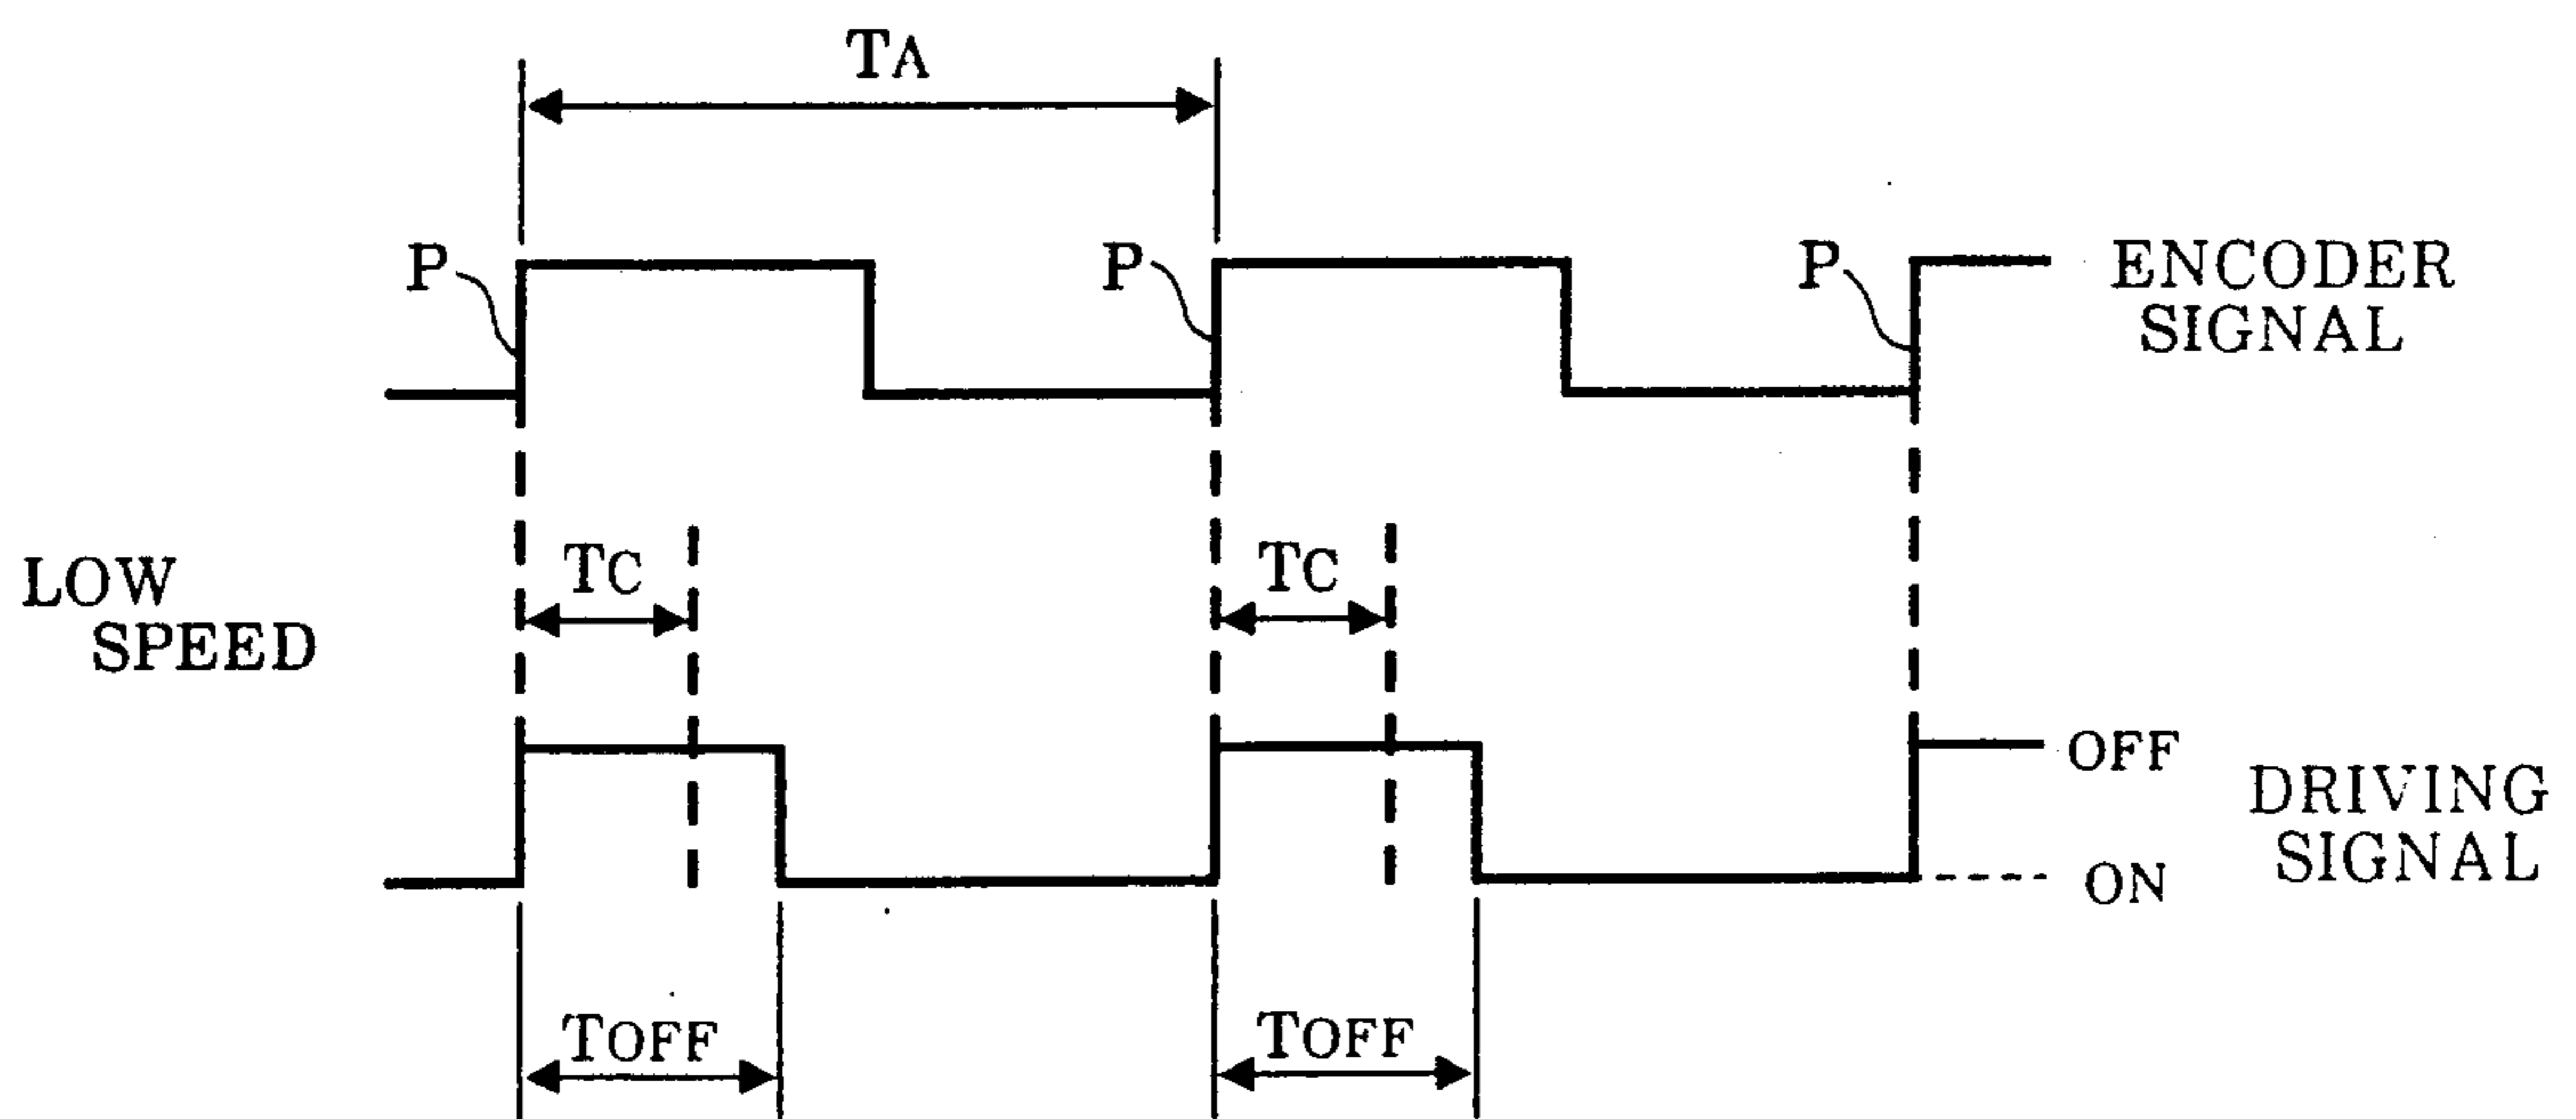 TA
P
P
P
ENCODER
SIGNAL
LOW
SPEED
TC
TC
OFF
ON
DRIVING
SIGNAL
TOFF
TOFF